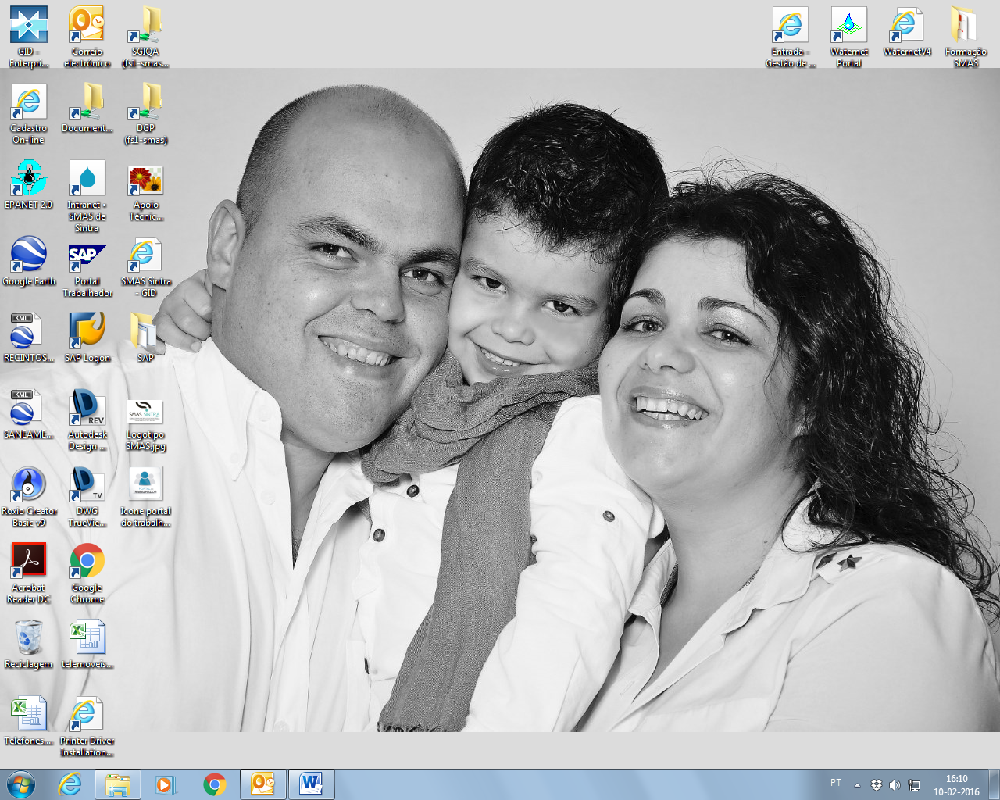 GID -
Enterpri...
Correio
electrónico
SGIQA
(fs1-smas...
Entrada -
Gestão de ...
Waternet
Portal
WaternetV4
Formação
SMAS
Cadastro
On-line
Document...
DGP
(fs1-smas)
EPANET 2.0
Intranet •
SMAS de
Sintra
Apoio
Técnic...
Google Earth
SAP
Portal
Trabalhador
SMAS Sintra
- GID
KML
RECINTOS...
SAP Logon
SAP
KML
SANEAME...
REV
Autodesk
Design ...
SMAS SINTRA
Logotipo
SMAS.jpg
Roxio Creator
Basic v9
TV
DWG
TrueVie...
TRABALHADOR
Icone portal
do trabalh...
Acrobat
Reader DC
Google
Chrome
Reciclagem
telemoveis...
Telefones....
Printer Driver
Installation...
PT
16:10
10-02-2016